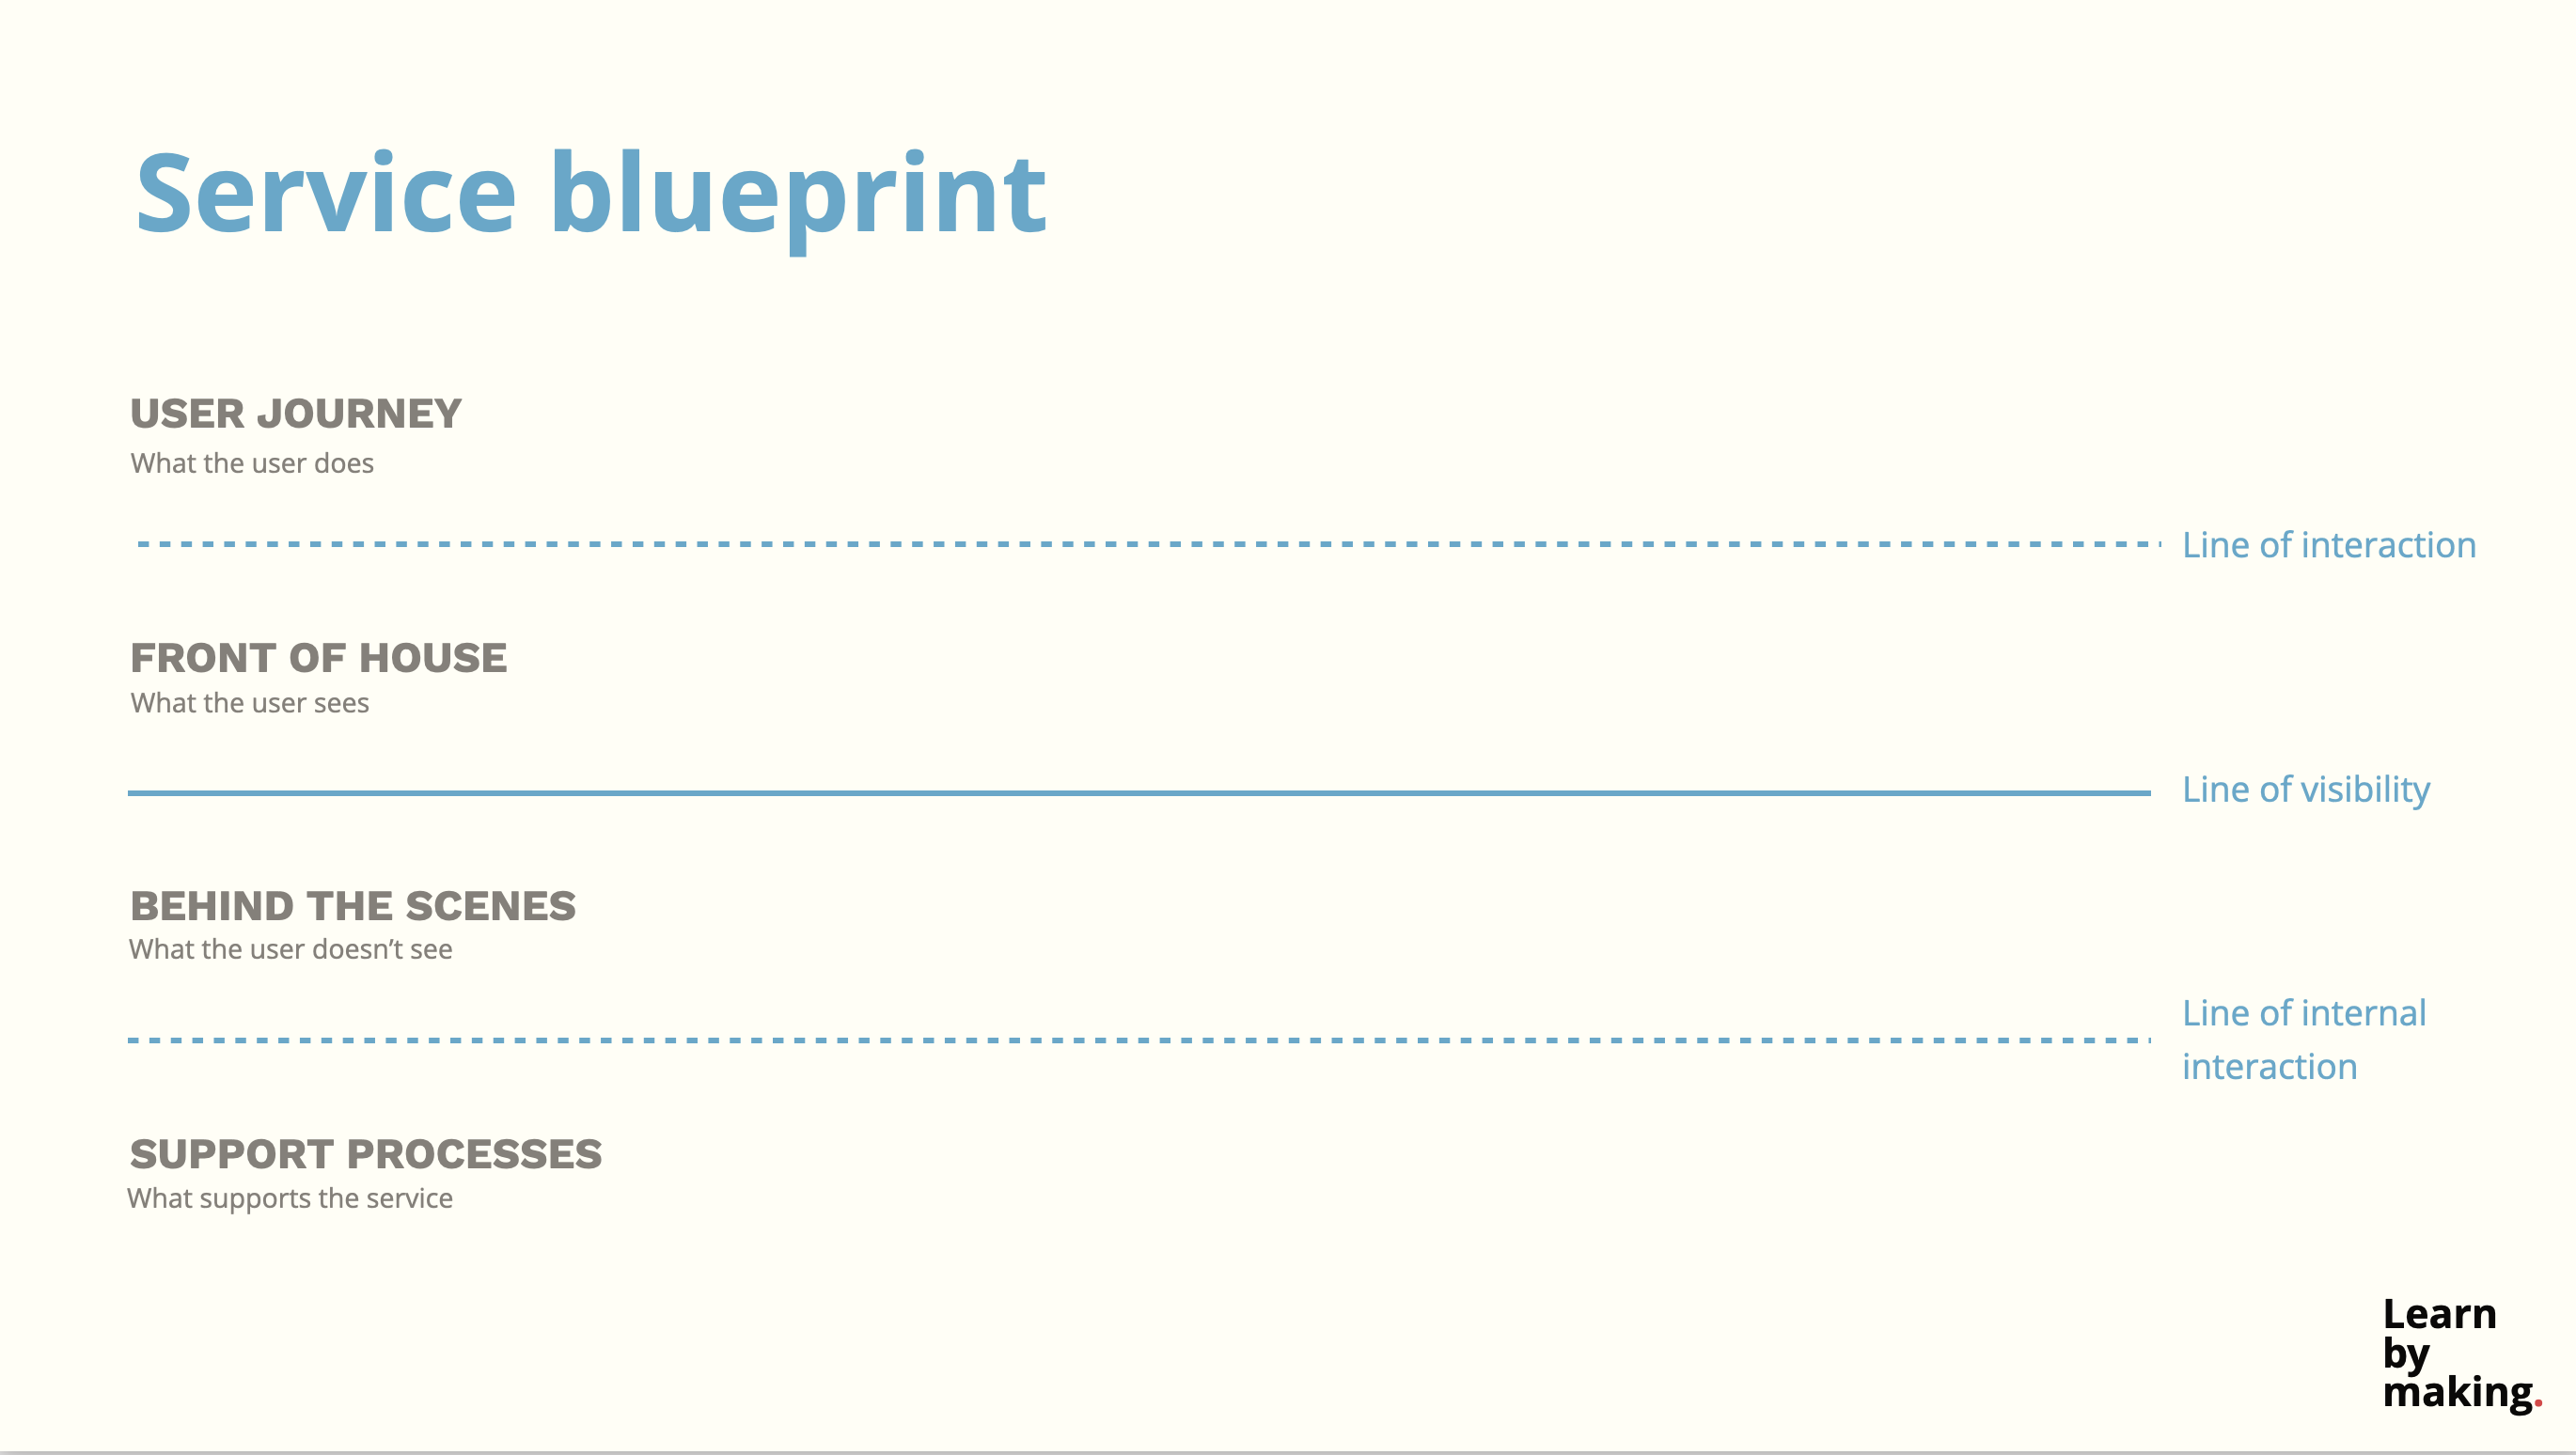 Service blueprint
USER JOURNEY
What the user does
Line of interaction
FRONT OF HOUSE
What the user sees
Line of visibility
BEHIND THE SCENES
What the user doesn’t see
Line of internal
interaction
SUPPORT PROCESSES
What supports the service
Learn
by
making.